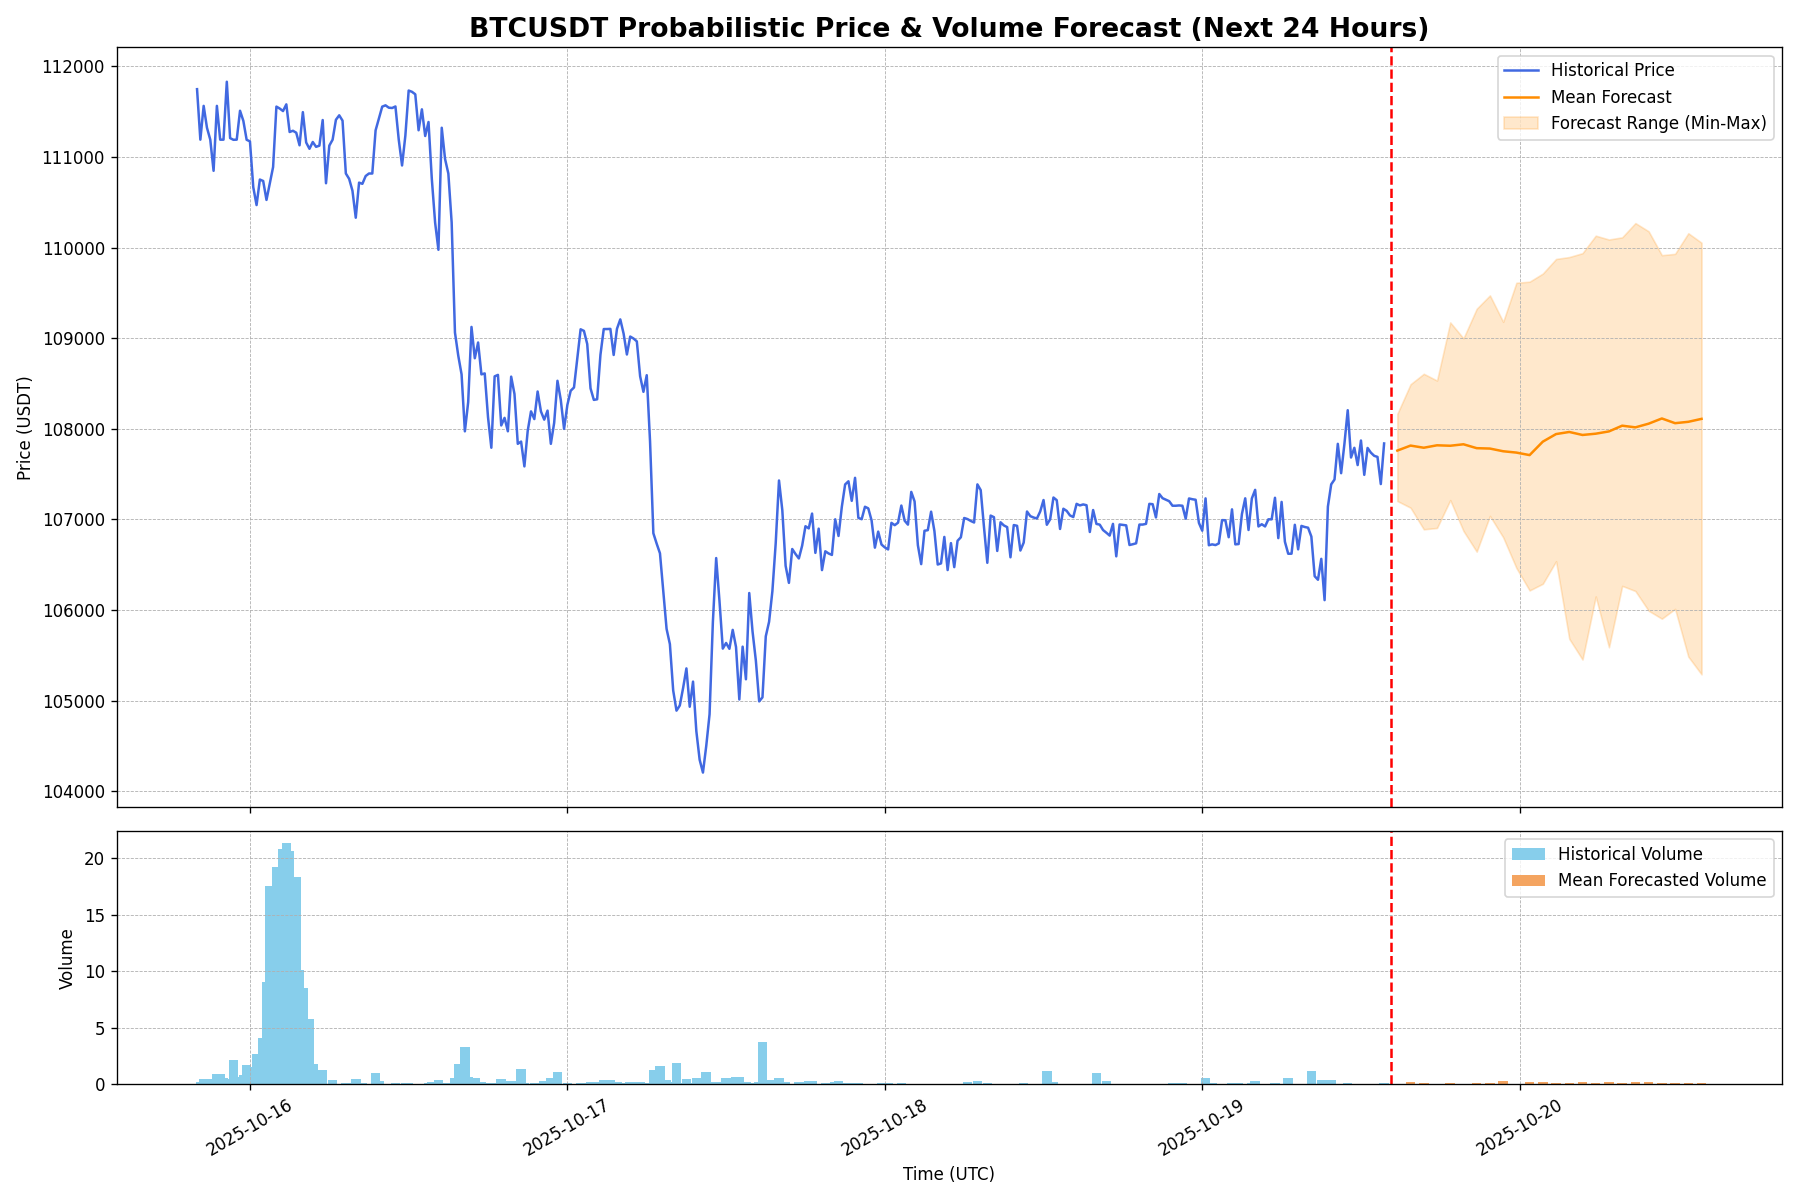 BTCUSDT Probabilistic Price & Volume Forecast (Next 24 Hours)
112000
111000
110000
109000
108000
107000
106000
105000
104000
Price (USDT)
Historical Price
Mean Forecast
Forecast Range (Min-Max)
20
15
10
5
0
Volume
Historical Volume
Mean Forecasted Volume
2025-10-16
2025-10-17
2025-10-18
2025-10-19
2025-10-20
Time (UTC)